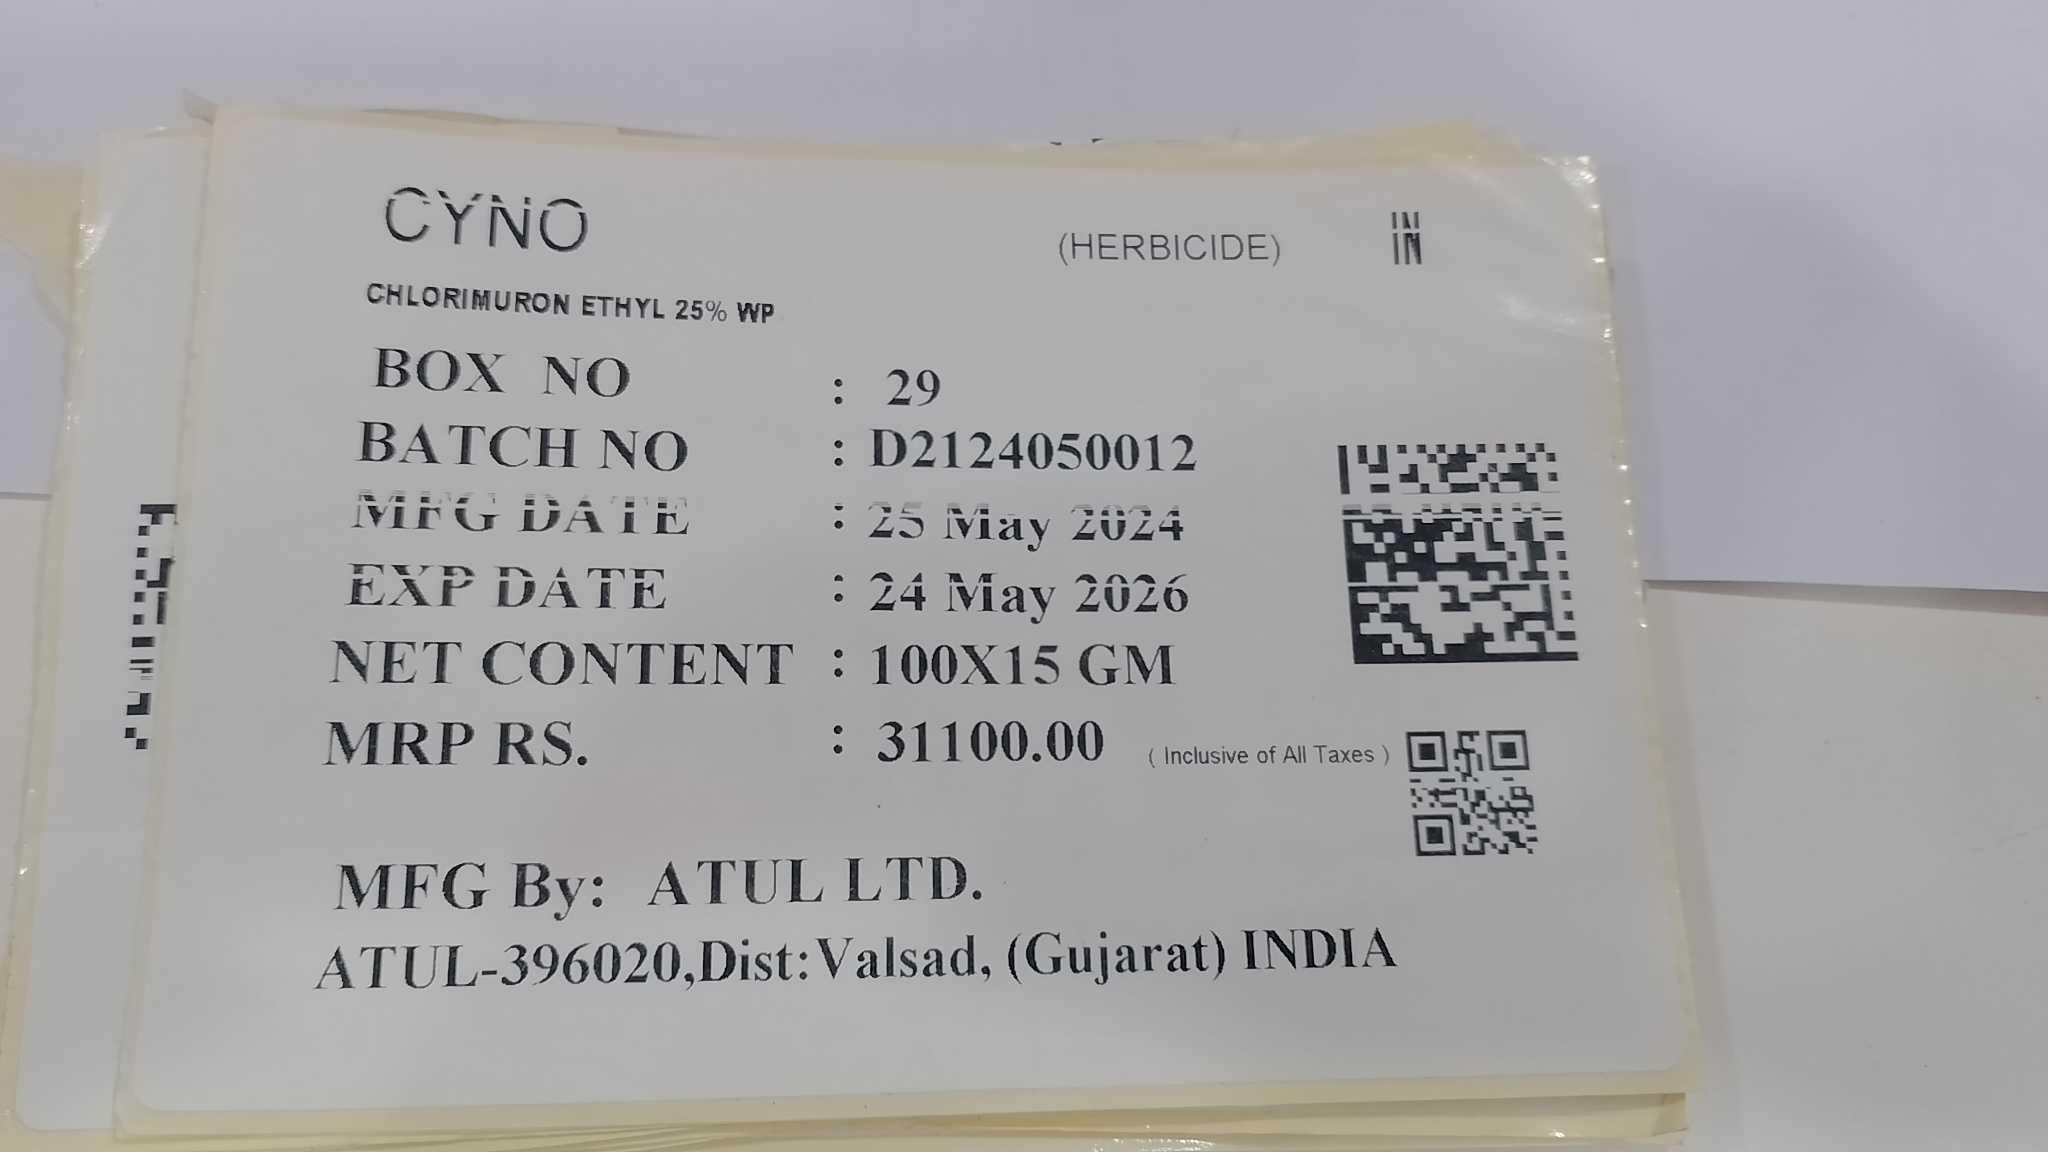 CYNO
(HERBICIDE)
IN
CHLORIMURON ETHYL 25% WP
BOX NO : 29
BATCH NO : D2124050012
MFG DATE : 25 May 2024
EXP DATE : 24 May 2026
NET CONTENT : 100X15 GM
MRP RS. : 31100.00 ( Inclusive of All Taxes )
MFG By: ATUL LTD.
ATUL-396020,Dist:Valsad, (Gujarat) INDIA